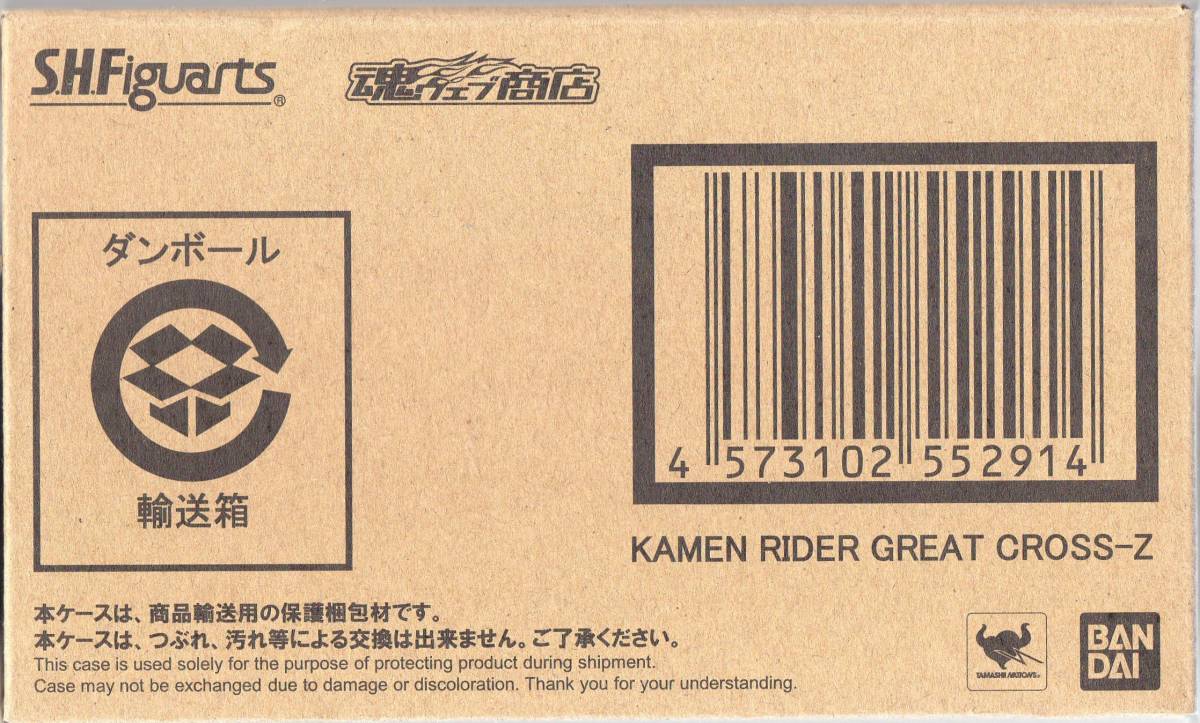 S.H.Figuarts®
魂ウェブ商店
ダンボール
輸送箱
4 573102 552914
KAMEN RIDER GREAT CROSS-Z
本ケースは、商品輸送用の保護梱包材です。
本ケースは、つぶれ、汚れ等による交換は出来ません。ご了承ください。
This case is used solely for the purpose of protecting product during shipment.
Case may not be exchanged due to damage or discoloration. Thank you for your understanding.
TAMASHII NATIONS
BAN
DAI